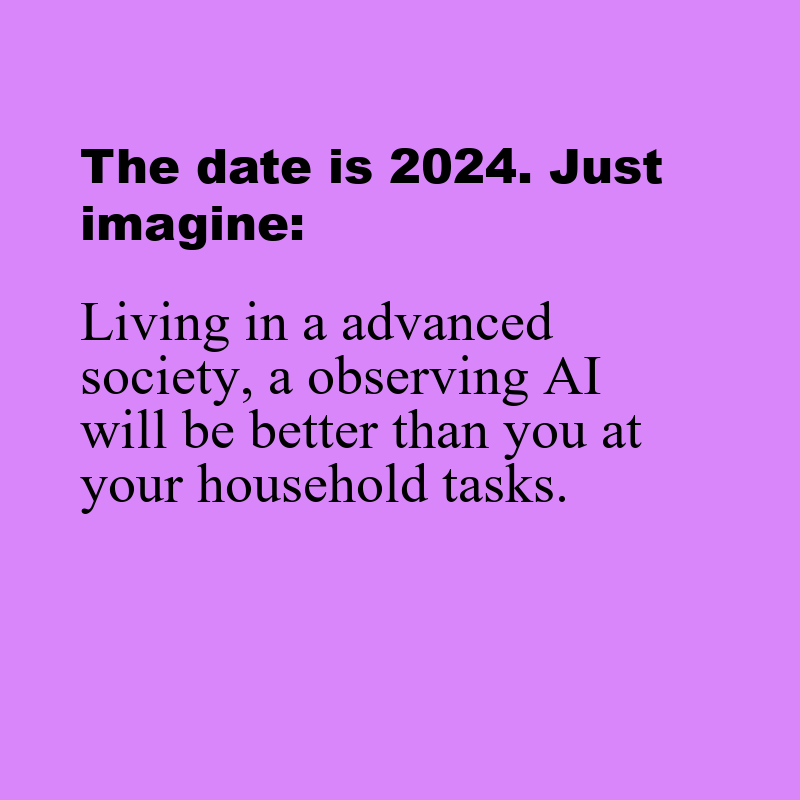 The date is 2024. Just
imagine:
Living in a advanced
society, a observing AI
will be better than you at
your household tasks.